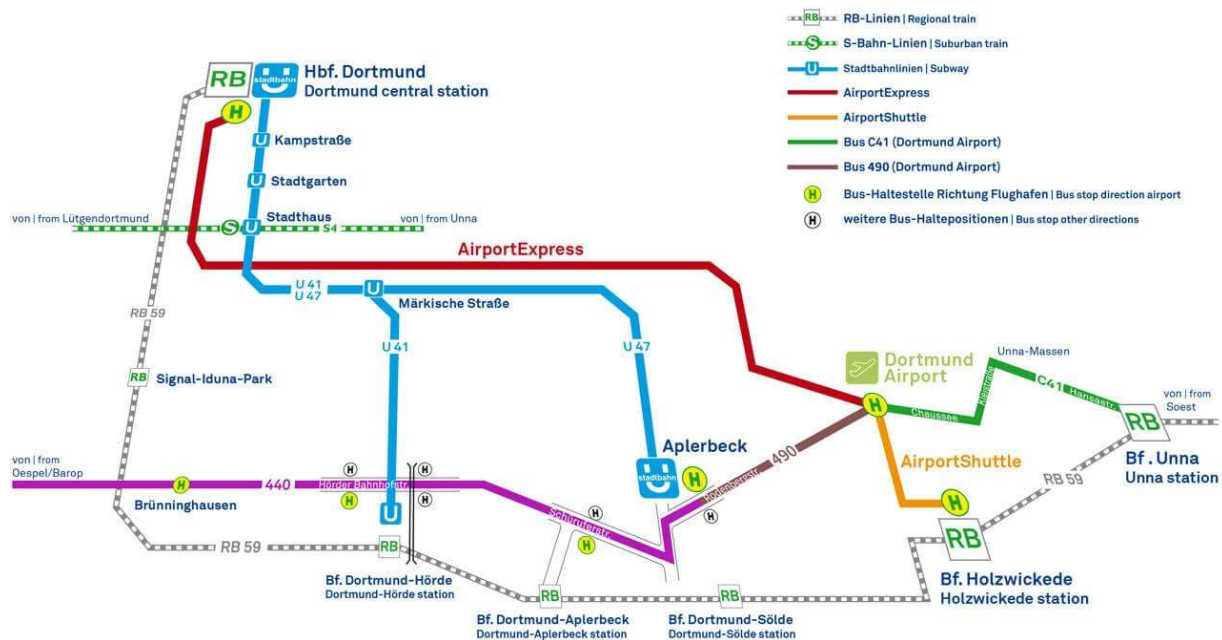 RB-Linien | Regional train
S-Bahn-Linien | Suburban train
Stadtbahnlinien | Subway
AirportExpress
AirportShuttle
Bus C41 (Dortmund Airport)
Bus 490 (Dortmund Airport)
Bus-Haltestelle Richtung Flughafen | Bus stop direction airport
weitere Bus-Haltepositionen | Bus stop other directions
RB
S
U
H
H
RB
stadtbahn
Hbf. Dortmund
Dortmund central station
H
U
Kampstraße
U
Stadtgarten
von | from Lütgendortmund
S
U
Stadthaus
S4
von | from Unna
AirportExpress
U 41
U 47
U
Märkische Straße
RB 59
U 41
U 47
RB
Signal-Iduna-Park
Dortmund
Airport
H
Chaussee
Unna-Massen
C41
Hansastr.
von | from
Soest
RB
Bf. Unna
Unna station
RB 59
AirportShuttle
H
RB
Bf. Holzwickede
Holzwickede station
Aplerbeck
stadtbahn
H
490
H
von | from
Oespel/Barop
H
Brünninghausen
440
Hörder Bahnhofstr.
H
H
H
H
U
H
H
RB 59
RB
Bf. Dortmund-Hörde
Dortmund-Hörde station
RB
Bf. Dortmund-Aplerbeck
Dortmund-Aplerbeck station
RB
Bf. Dortmund-Sölde
Dortmund-Sölde station